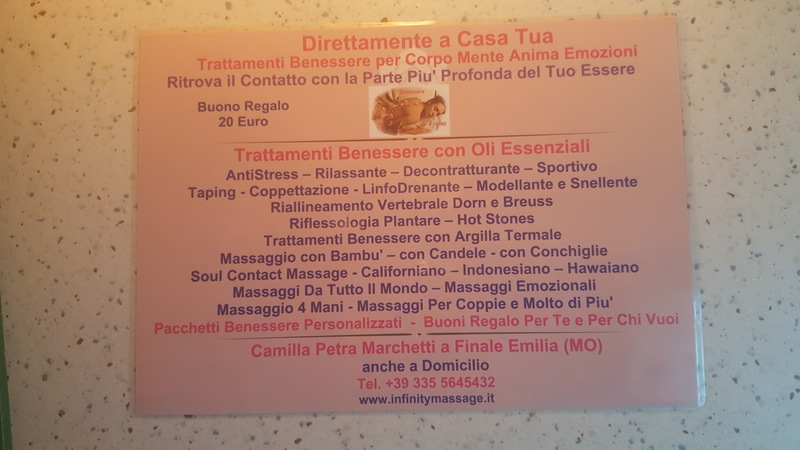 Direttamente a Casa Tua
Trattamenti Benessere per Corpo Mente Anima Emozioni
Ritrova il Contatto con la Parte Piu' Profonda del Tuo Essere
Buono Regalo
20 Euro
Benessere
Trattamenti Benessere con Oli Essenziali
AntiStress – Rilassante – Decontratturante – Sportivo
Taping - Coppettazione - LinfoDrenante – Modellante e Snellente
Riallineamento Vertebrale Dorn e Breuss
Riflessologia Plantare – Hot Stones
Trattamenti Benessere con Argilla Termale
Massaggio con Bambu' – con Candele - con Conchiglie
Soul Contact Massage - Californiano – Indonesiano – Hawaiano
Massaggi Da Tutto Il Mondo – Massaggi Emozionali
Massaggio 4 Mani - Massaggi Per Coppie e Molto di Piu'
Pacchetti Benessere Personalizzati - Buoni Regalo Per Te e Per Chi Vuoi
Camilla Petra Marchetti a Finale Emilia (MO)
anche a Domicilio
Tel. +39 335 5645432
www.infinitymassage.it